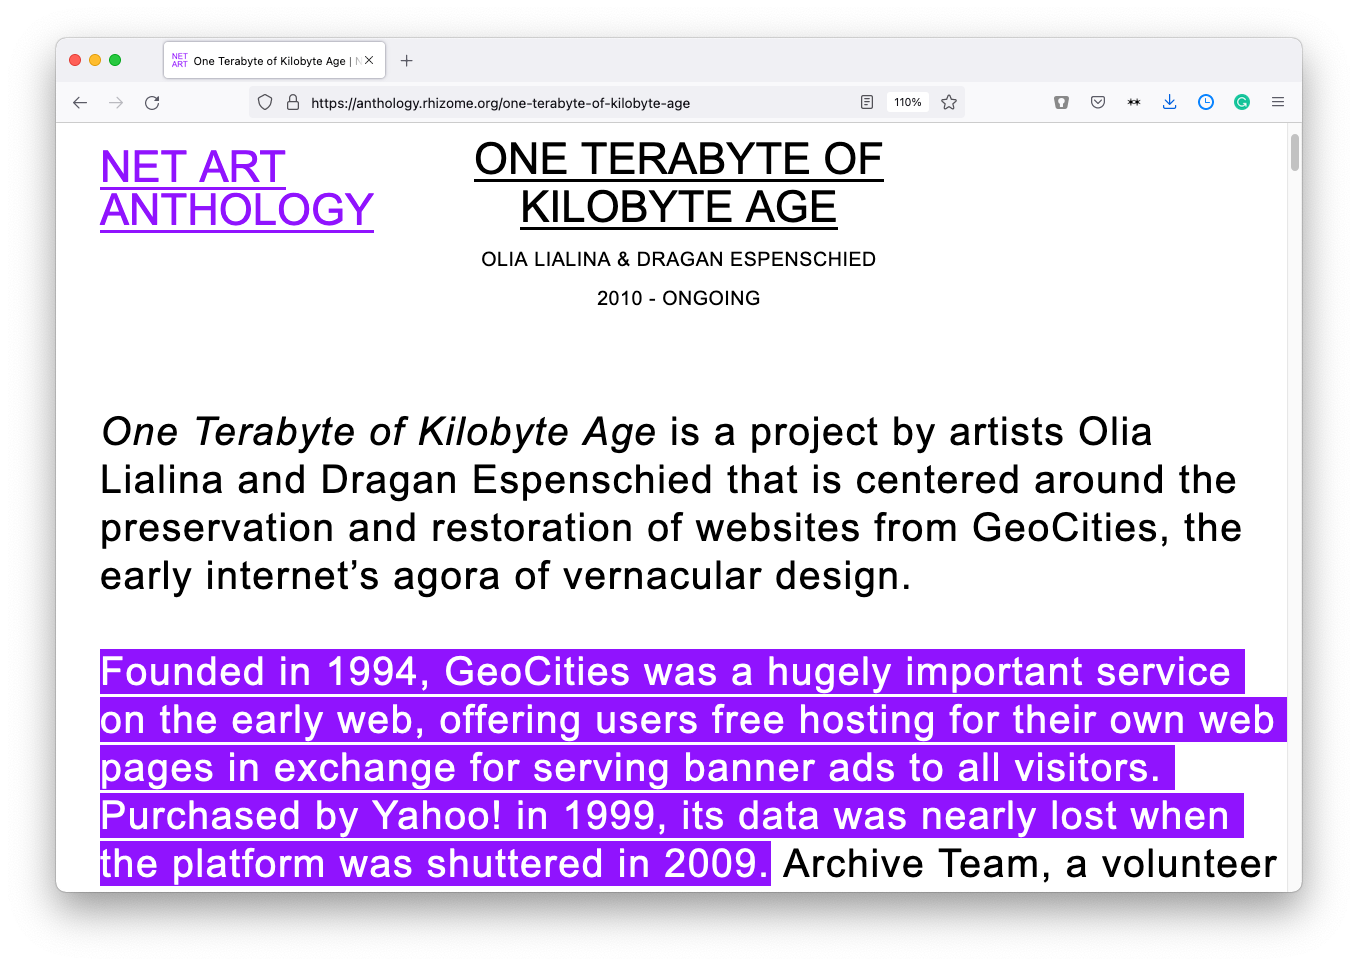 NET ART
One Terabyte of Kilobyte Age |
https://anthology.rhizome.org/one-terabyte-of-kilobyte-age
110%
NET ART
ANTHOLOGY
ONE TERABYTE OF
KILOBYTE AGE
OLIA LIALINA & DRAGAN ESPENSCHIED
2010 - ONGOING
One Terabyte of Kilobyte Age is a project by artists Olia
Lialina and Dragan Espenschied that is centered around the
preservation and restoration of websites from GeoCities, the
early internet’s agora of vernacular design.
Founded in 1994, GeoCities was a hugely important service
on the early web, offering users free hosting for their own web
pages in exchange for serving banner ads to all visitors.
Purchased by Yahoo! in 1999, its data was nearly lost when
the platform was shuttered in 2009. Archive Team, a volunteer